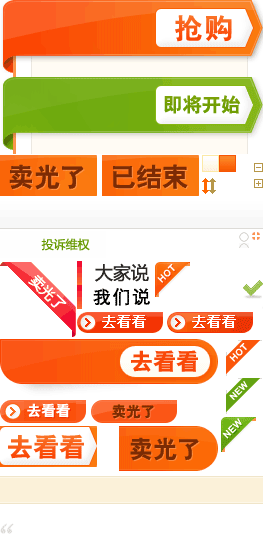 抢购
即将开始
卖光了 已结束
投诉维权
卖光了 大家说 HOT
我们说
去看看 去看看
去看看 HOT
NEW
去看看 卖光了
NEW
去看看 卖光了